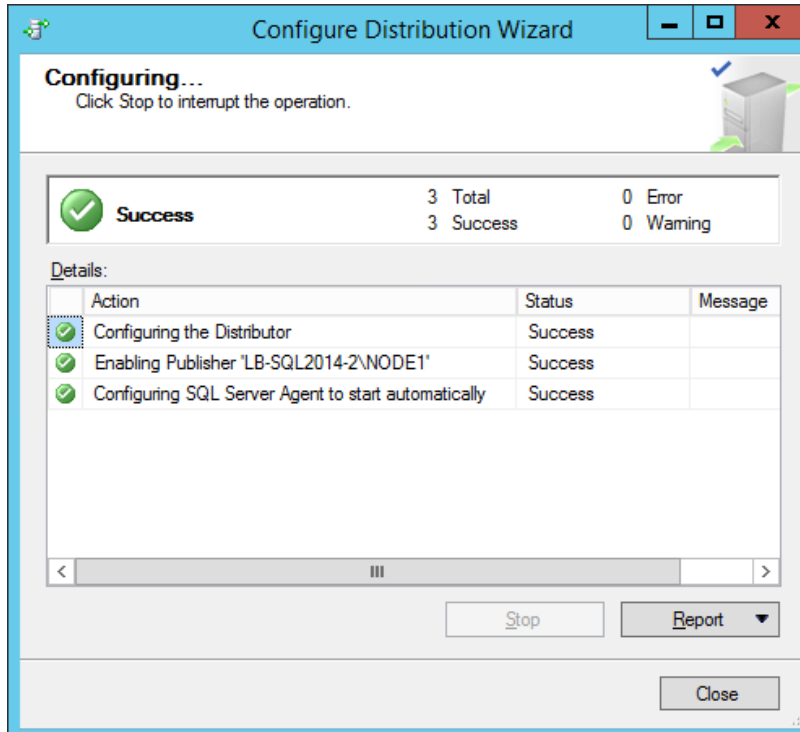 Configure Distribution Wizard
Configuring...
Click Stop to interrupt the operation.
Success
3 Total 0 Error
3 Success 0 Warning
Details:
Action Status Message
Configuring the Distributor Success
Enabling Publisher 'LB-SQL2014-2\NODE1' Success
Configuring SQL Server Agent to start automatically Success
Stop Report
Close